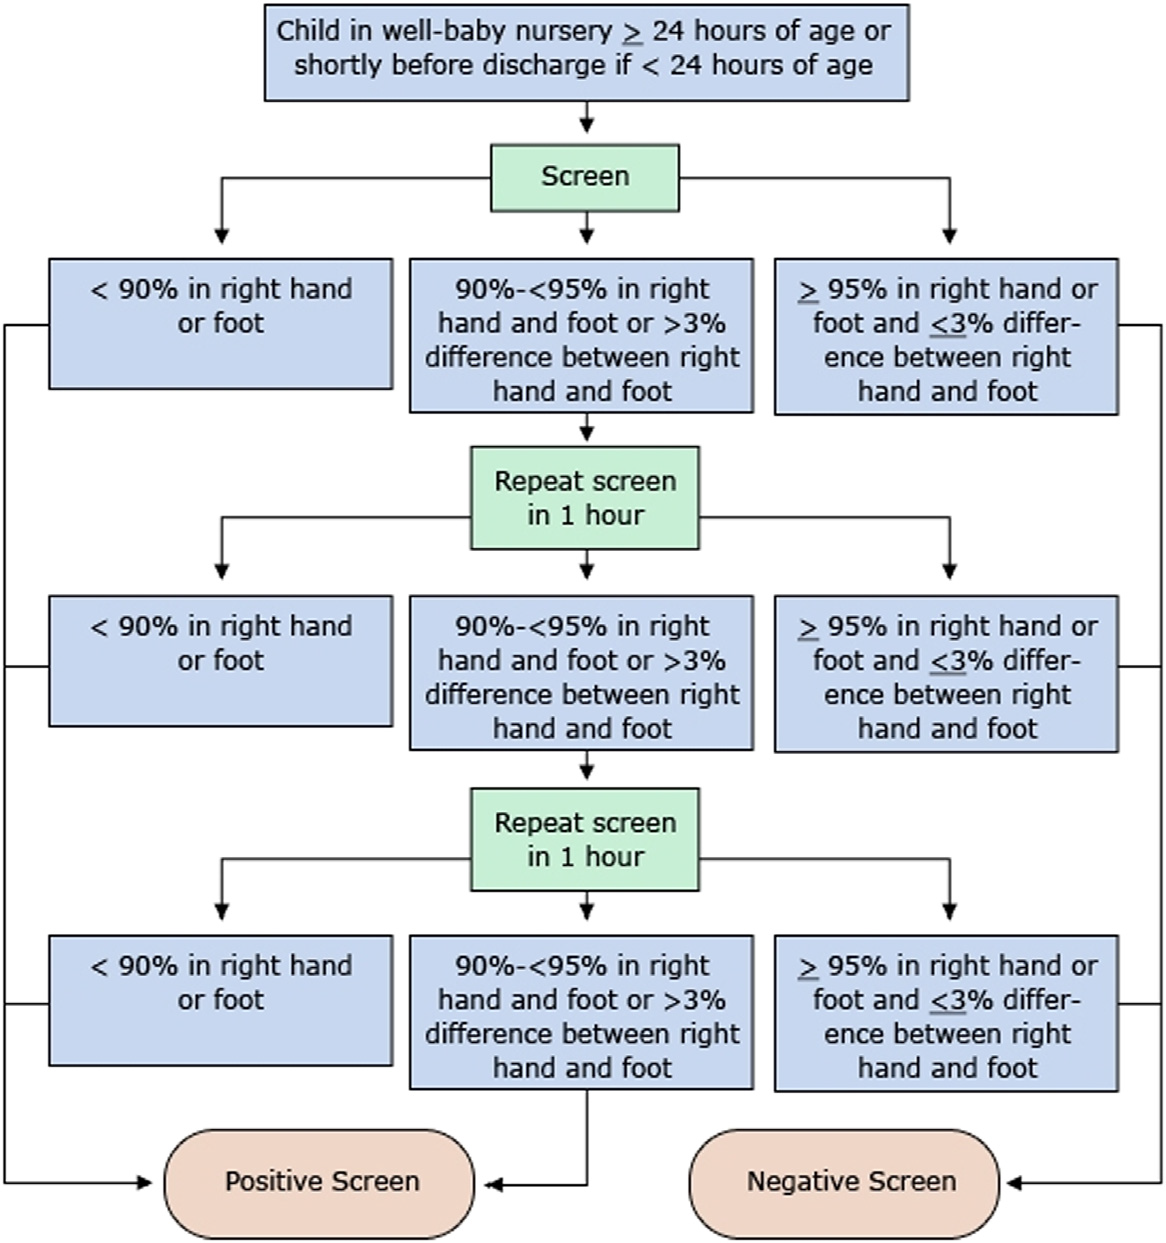 Child in well-baby nursery ≥ 24 hours of age or
shortly before discharge if < 24 hours of age
Screen
< 90% in right hand
or foot
90%-<95% in right
hand and foot or >3%
difference between right
hand and foot
≥ 95% in right hand or
foot and ≤3% differ-
ence between right
hand and foot
Repeat screen
in 1 hour
< 90% in right hand
or foot
90%-<95% in right
hand and foot or >3%
difference between right
hand and foot
≥ 95% in right hand or
foot and ≤3% differ-
ence between right
hand and foot
Repeat screen
in 1 hour
< 90% in right hand
or foot
90%-<95% in right
hand and foot or >3%
difference between right
hand and foot
≥ 95% in right hand or
foot and ≤3% differ-
ence between right
hand and foot
Positive Screen
Negative Screen